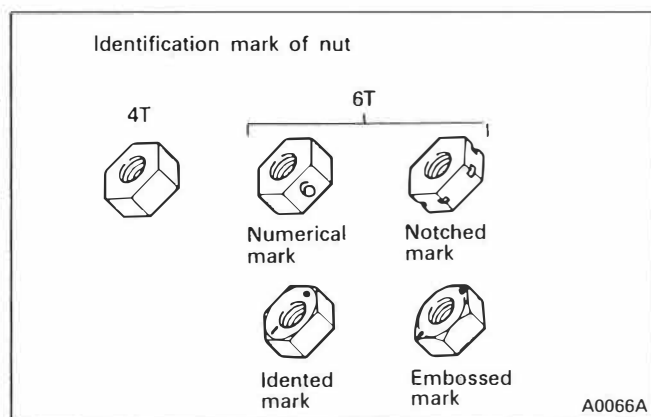 Identification mark of nut
4T
6T
Numerical
mark
Notched
mark
Idented
mark
Embossed
mark
A0066A